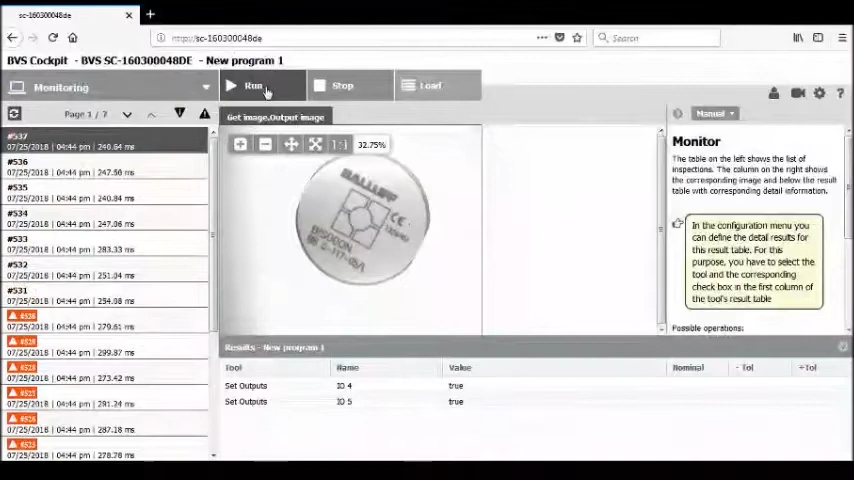 sc-160300048de
http://sc-160300048de
Search
BVS Cockpit - BVS SC-160300048DE - New program 1
Monitoring
Run
Stop
Load
Page 1 / 7
Get image.Output image
Manual
32.75%
1:1
BALLUFF
CE
#537
07/25/2018 | 04:44 pm | 240.64 ms
#536
07/25/2018 | 04:44 pm | 247.50 ms
#535
07/25/2018 | 04:44 pm | 240.84 ms
#534
07/25/2018 | 04:44 pm | 247.96 ms
#533
07/25/2018 | 04:44 pm | 283.33 ms
#532
07/25/2018 | 04:44 pm | 251.04 ms
#531
07/25/2018 | 04:44 pm | 254.68 ms
07/25/2018 | 04:44 pm | 279.61 ms
07/25/2018 | 04:44 pm | 299.87 ms
07/25/2018 | 04:44 pm | 273.42 ms
07/25/2018 | 04:44 pm | 291.24 ms
07/25/2018 | 04:44 pm | 287.18 ms
07/25/2018 | 04:44 pm | 278.78 ms
Monitor
The table on the left shows the list of
inspections. The column on the right shows
the corresponding image and below the result
table with corresponding detail information.
In the configuration menu you
can define the detail results for
this result table. For this
purpose, you have to select the
tool and the corresponding
check box in the first column of
the tool's result table
Possible operations:
Results - New program 1
Tool Name Value Nominal - Tol +Tol
Set Outputs IO 4 true
Set Outputs IO 5 true